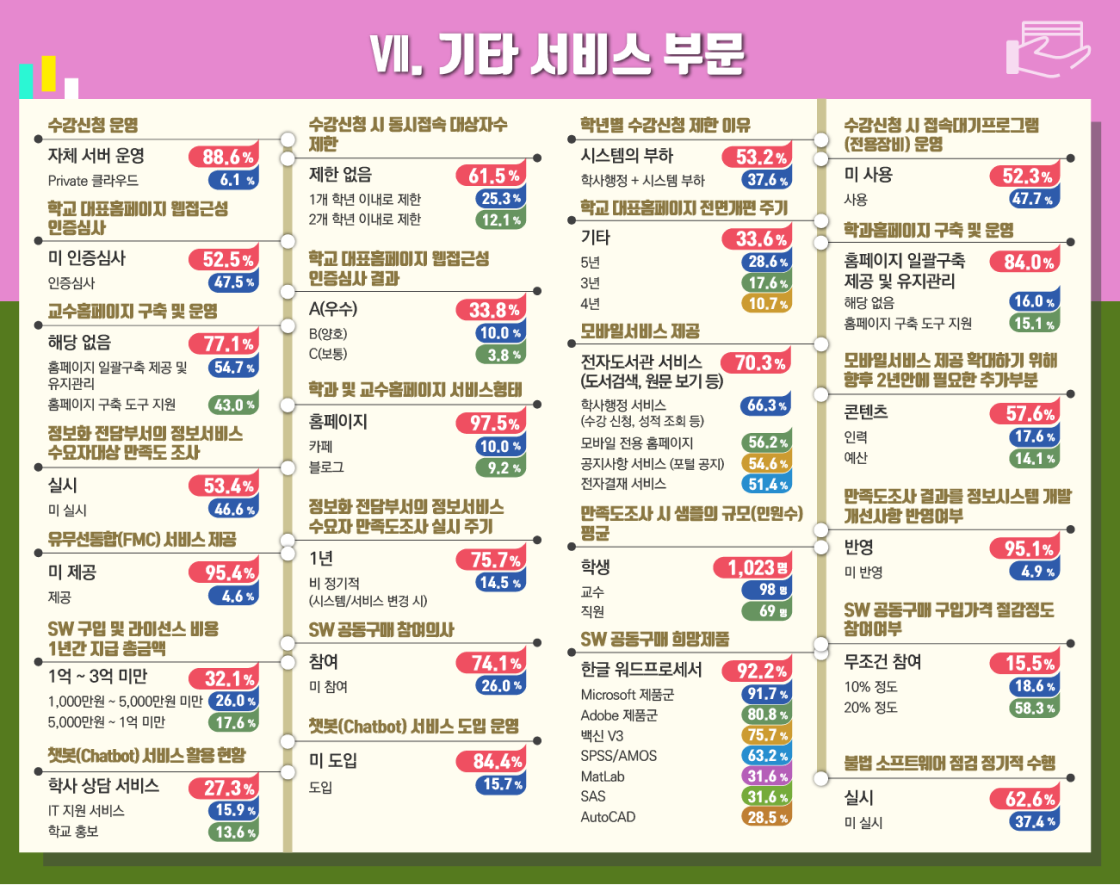 Ⅶ. 기타 서비스 부문
수강신청 운영
자체 서버 운영 88.6%
Private 클라우드 6.1 %
학교 대표홈페이지 웹접근성
인증심사
미 인증심사 52.5%
인증심사 47.5 %
교수홈페이지 구축 및 운영
해당 없음 77.1%
홈페이지 일괄구축 제공 및 54.7 %
유지관리
홈페이지 구축 도구 지원 43.0 %
정보화 전담부서의 정보서비스
수요자대상 만족도 조사
실시 53.4%
미 실시 46.6 %
유무선통합(FMC) 서비스 제공
미 제공 95.4%
제공 4.6 %
SW 구입 및 라이선스 비용
1년간 지급 총금액
1억 ~ 3억 미만 32.1%
1,000만원 ~ 5,000만원 미만 26.0 %
5,000만원 ~ 1억 미만 17.6 %
챗봇(Chatbot) 서비스 활용 현황
학사 상담 서비스 27.3%
IT 지원 서비스 15.9 %
학교 홍보 13.6 %
수강신청 시 동시접속 대상자수
제한
제한 없음 61.5%
1개 학년 이내로 제한 25.3 %
2개 학년 이내로 제한 12.1 %
학교 대표홈페이지 웹접근성
인증심사 결과
A(우수) 33.8%
B(양호) 10.0 %
C(보통) 3.8 %
학과 및 교수홈페이지 서비스형태
홈페이지 97.5%
카페 10.0 %
블로그 9.2 %
정보화 전담부서의 정보서비스
수요자 만족도조사 실시 주기
1년 75.7%
비 정기적 14.5 %
(시스템/서비스 변경 시)
SW 공동구매 참여의사
참여 74.1%
미 참여 26.0 %
챗봇(Chatbot) 서비스 도입 운영
미 도입 84.4%
도입 15.7 %
학년별 수강신청 제한 이유
시스템의 부하 53.2%
학사행정 + 시스템 부하 37.6 %
학교 대표홈페이지 전면개편 주기
기타 33.6%
5년 28.6 %
3년 17.6 %
4년 10.7 %
모바일서비스 제공
전자도서관 서비스 70.3%
(도서검색, 원문 보기 등)
학사행정 서비스 66.3 %
(수강 신청, 성적 조회 등)
모바일 전용 홈페이지 56.2 %
공지사항 서비스 (포털 공지) 54.6 %
전자결재 서비스 51.4 %
만족도조사 시 샘플의 규모(인원수)
평균
학생 1,023 명
교수 98 명
직원 69 명
SW 공동구매 희망제품
한글 워드프로세서 92.2%
Microsoft 제품군 91.7 %
Adobe 제품군 80.8 %
백신 V3 75.7 %
SPSS/AMOS 63.2 %
MatLab 31.6 %
SAS 31.6 %
AutoCAD 28.5 %
수강신청 시 접속대기프로그램
(전용장비) 운영
미 사용 52.3%
사용 47.7 %
학과홈페이지 구축 및 운영
홈페이지 일괄구축 84.0%
제공 및 유지관리
해당 없음 16.0 %
홈페이지 구축 도구 지원 15.1 %
모바일서비스 제공 확대하기 위해
향후 2년안에 필요한 추가부분
콘텐츠 57.6%
인력 17.6 %
예산 14.1 %
만족도조사 결과를 정보시스템 개발
개선사항 반영여부
반영 95.1%
미 반영 4.9 %
SW 공동구매 구입가격 절감정도
참여여부
무조건 참여 15.5%
10% 정도 18.6 %
20% 정도 58.3 %
불법 소프트웨어 점검 정기적 수행
실시 62.6%
미 실시 37.4 %